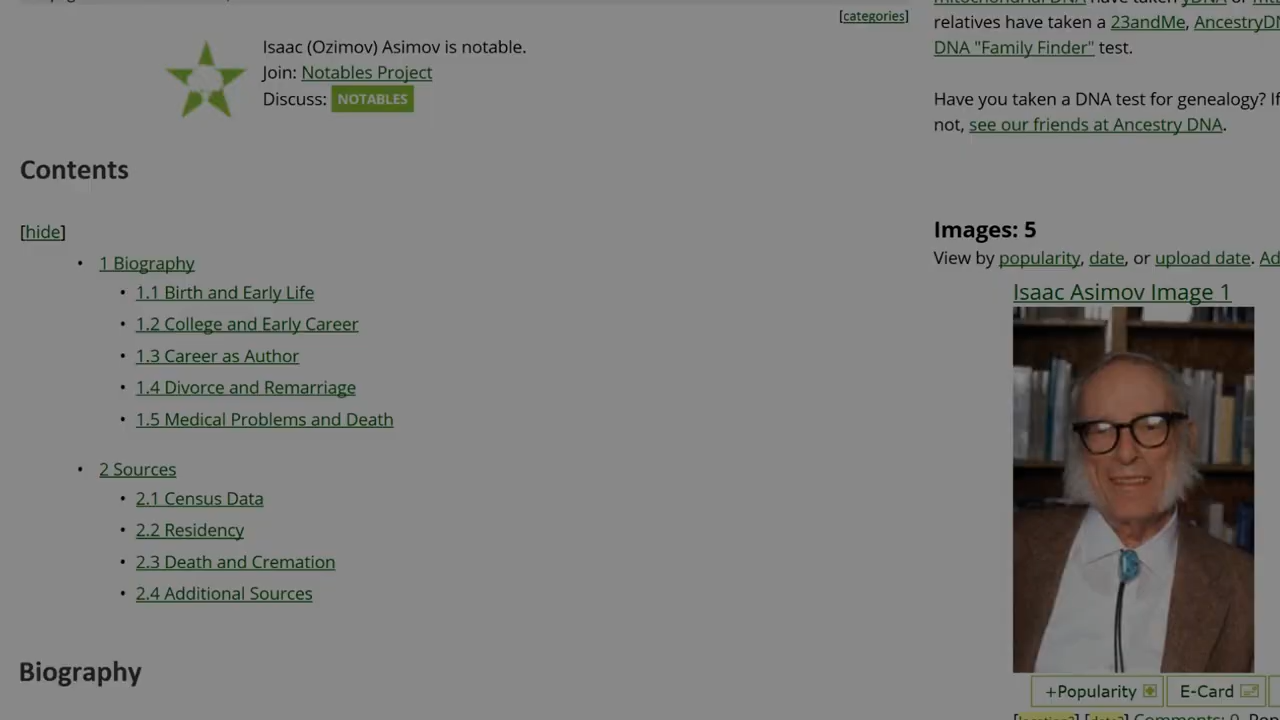 [categories]
Isaac (Ozimov) Asimov is notable.
Join: Notables Project
Discuss: NOTABLES
Contents
[hide]
• 1 Biography
• 1.1 Birth and Early Life
• 1.2 College and Early Career
• 1.3 Career as Author
• 1.4 Divorce and Remarriage
• 1.5 Medical Problems and Death
• 2 Sources
• 2.1 Census Data
• 2.2 Residency
• 2.3 Death and Cremation
• 2.4 Additional Sources
Biography
mitochondrial DNA have taken yDNA or
relatives have taken a 23andMe, AncestryDN
DNA "Family Finder" test.
Have you taken a DNA test for genealogy? If
not, see our friends at Ancestry DNA.
Images: 5
View by popularity, date, or upload date. Ad
Isaac Asimov Image 1
+Popularity
E-Card
Comments: 0